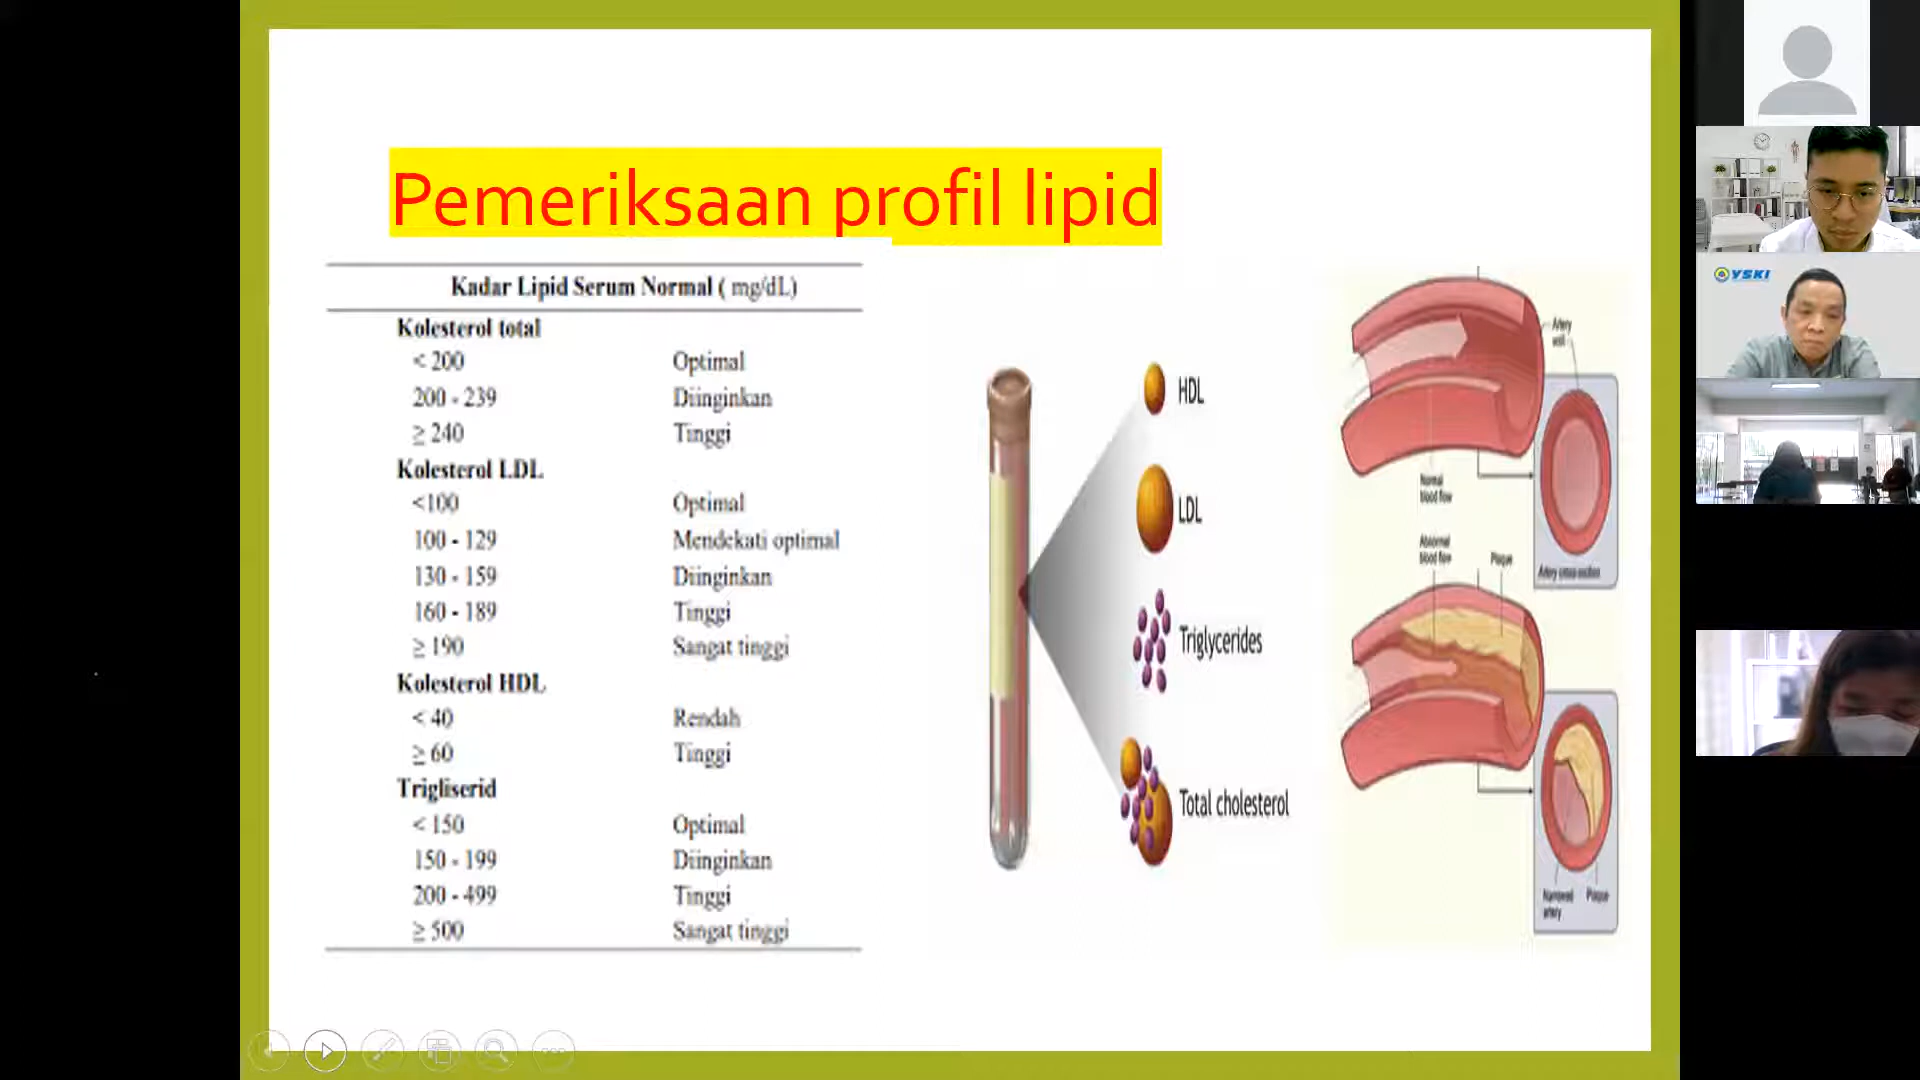 Pemeriksaan profil lipid
Kadar Lipid Serum Normal ( mg/dL)
Kolesterol total
< 200 Optimal
200 - 239 Diinginkan
≥ 240 Tinggi
Kolesterol LDL
<100 Optimal
100 - 129 Mendekati optimal
130 - 159 Diinginkan
160 - 189 Tinggi
≥ 190 Sangat tinggi
Kolesterol HDL
< 40 Rendah
≥ 60 Tinggi
Trigliserid
< 150 Optimal
150 - 199 Diinginkan
200 - 499 Tinggi
≥ 500 Sangat tinggi
HDL
LDL
Triglycerides
Total cholesterol
Artery
wall
Normal
blood flow
Artery cross-section
Abnormal
blood flow
Plaque
Narrowed
artery
Plaque
YSKI